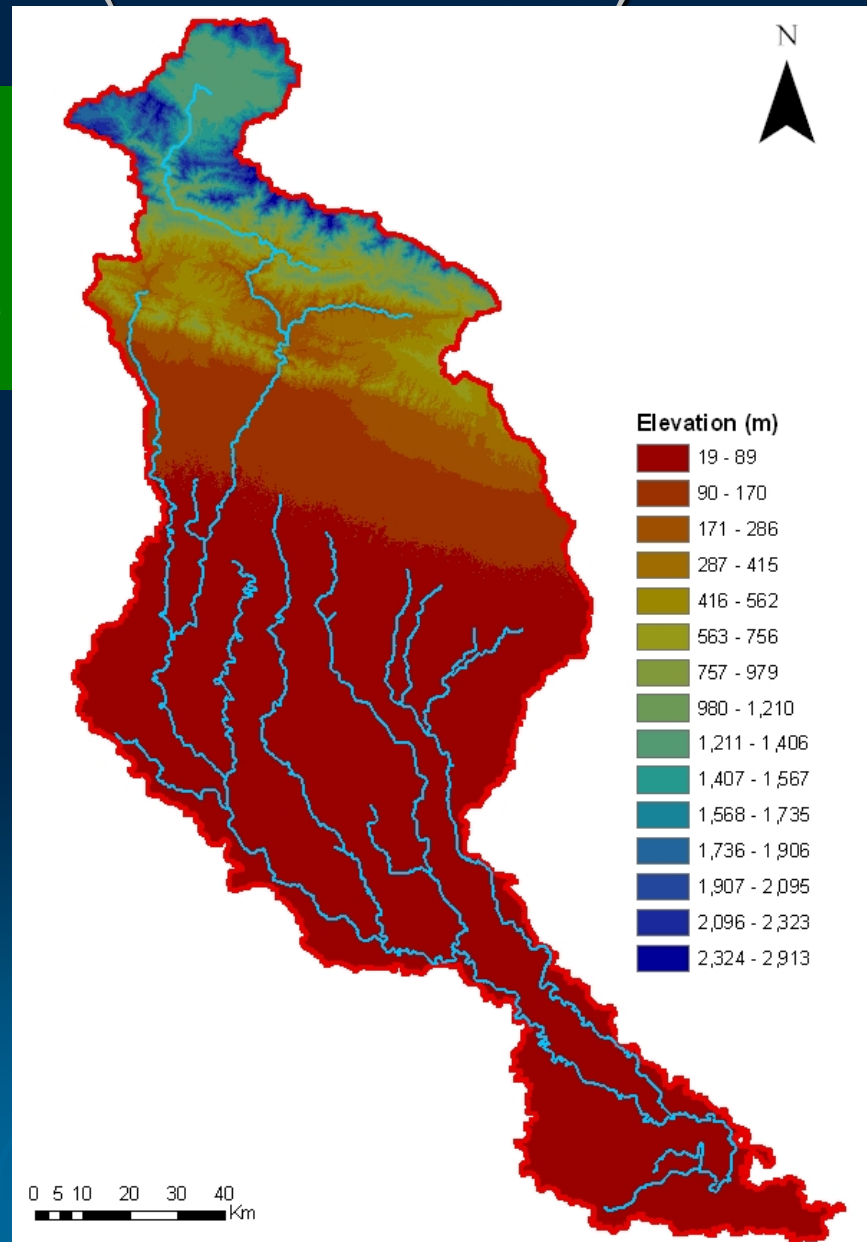 N
Elevation (m)
19 - 89
90 - 170
171 - 286
287 - 415
416 - 562
563 - 756
757 - 979
980 - 1,210
1,211 - 1,406
1,407 - 1,567
1,568 - 1,735
1,736 - 1,906
1,907 - 2,095
2,096 - 2,323
2,324 - 2,913
0 5 10 20 30 40
Km